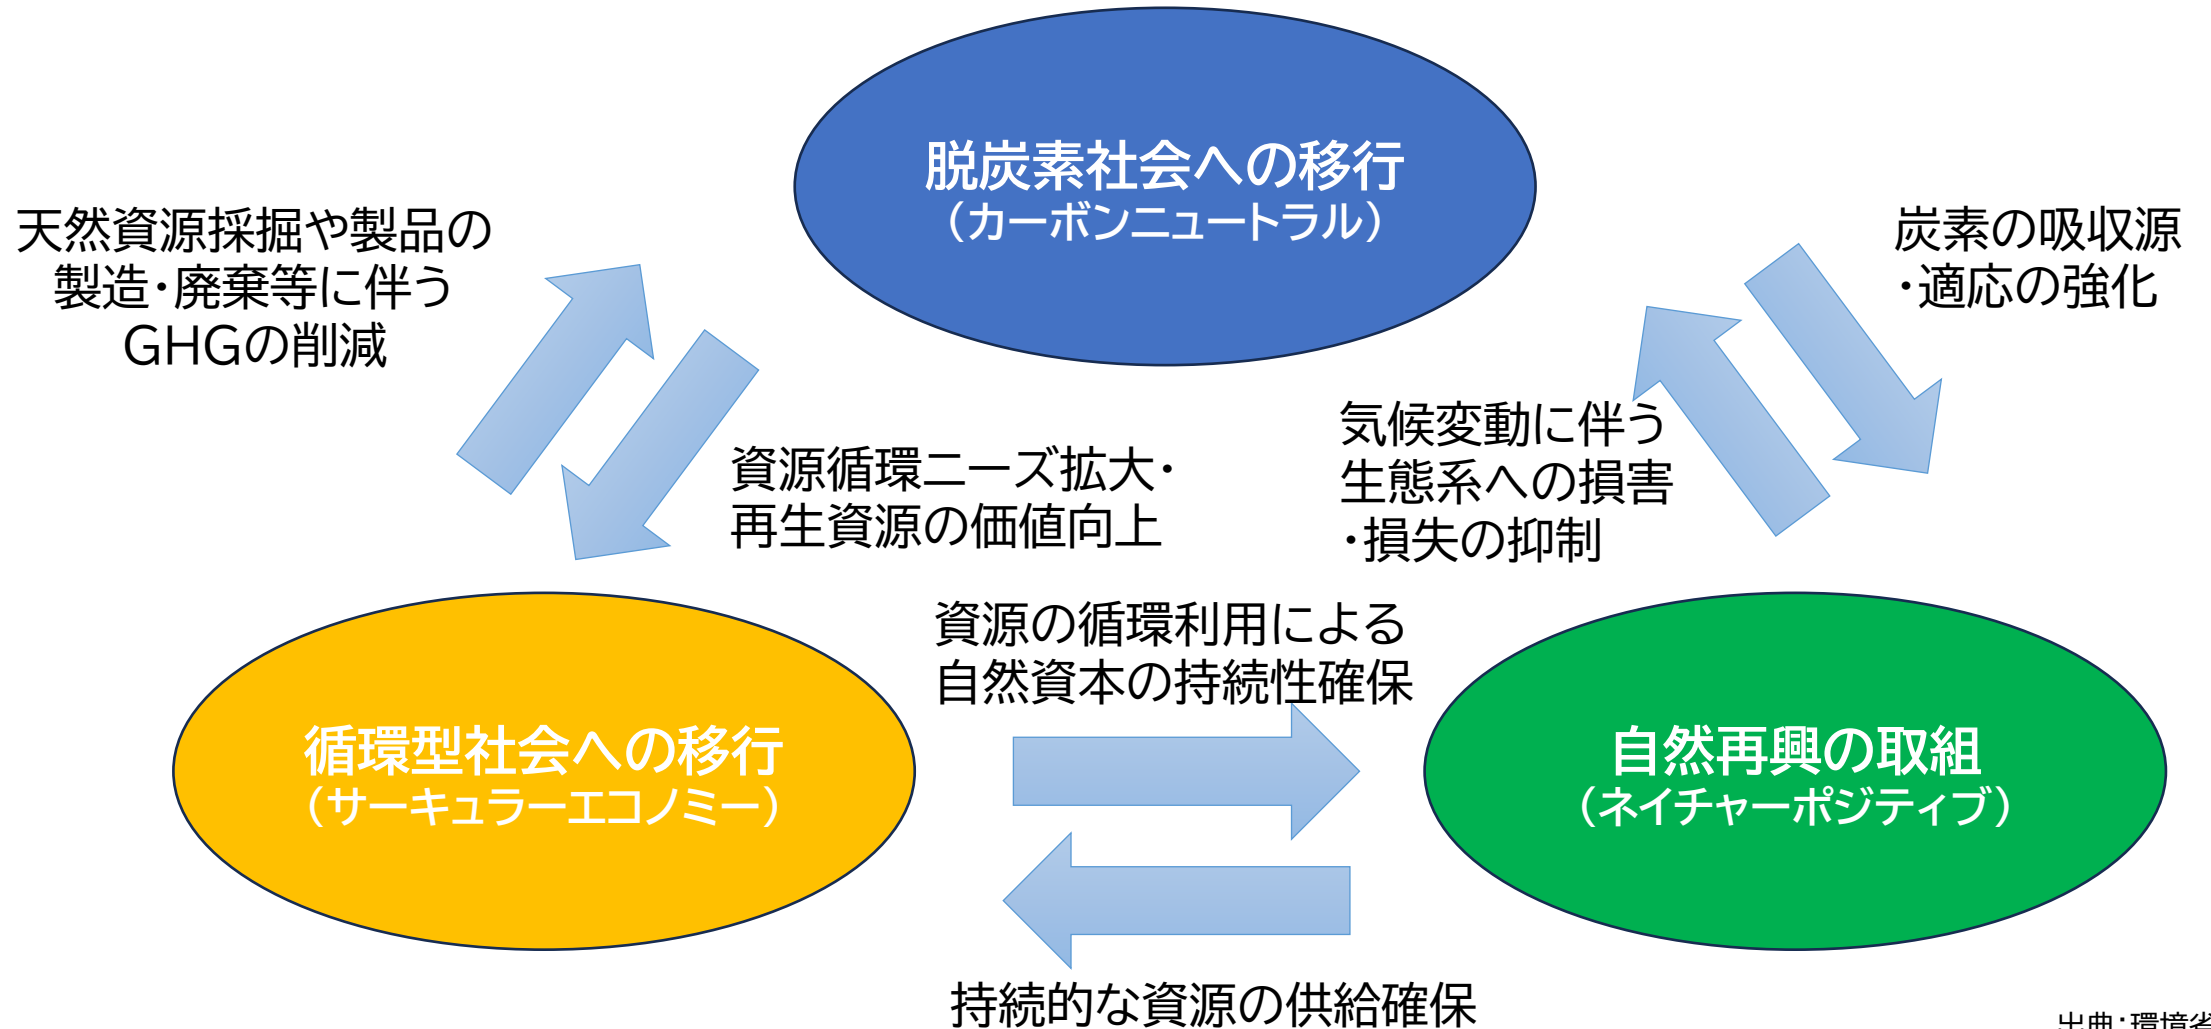 脱炭素社会への移行
（カーボンニュートラル）
天然資源採掘や製品の
製造・廃棄等に伴う
GHGの削減
炭素の吸収源
・適応の強化
資源循環ニーズ拡大・
再生資源の価値向上
気候変動に伴う
生態系への損害
・損失の抑制
資源の循環利用による
自然資本の持続性確保
循環型社会への移行
（サーキュラーエコノミー）
自然再興の取組
（ネイチャーポジティブ）
持続的な資源の供給確保
出典：環境省